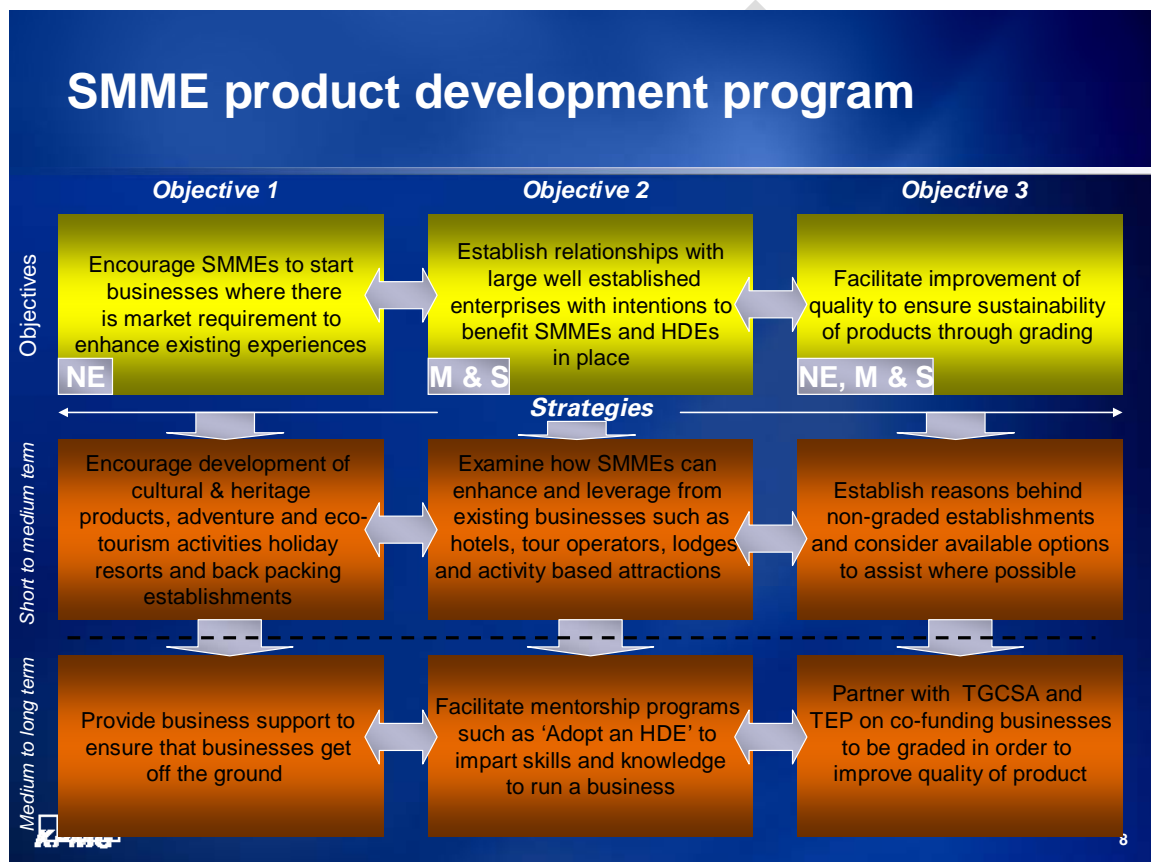 SMME product development program
Objective 1
Objective 2
Objective 3
Objectives
Encourage SMMEs to start
businesses where there
is market requirement to
enhance existing experiences
NE
Establish relationships with
large well established
enterprises with intentions to
benefit SMMEs and HDEs
in place
M & S
Facilitate improvement of
quality to ensure sustainability
of products through grading
NE, M & S
Strategies
Short to medium term
Encourage development of
cultural & heritage
products, adventure and eco-
tourism activities holiday
resorts and back packing
establishments
Examine how SMMEs can
enhance and leverage from
existing businesses such as
hotels, tour operators, lodges
and activity based attractions
Establish reasons behind
non-graded establishments
and consider available options
to assist where possible
Medium to long term
Provide business support to
ensure that businesses get
off the ground
Facilitate mentorship programs
such as ‘Adopt an HDE’ to
impart skills and knowledge
to run a business
Partner with TGCSA and
TEP on co-funding businesses
to be graded in order to
improve quality of product
KPMG
8